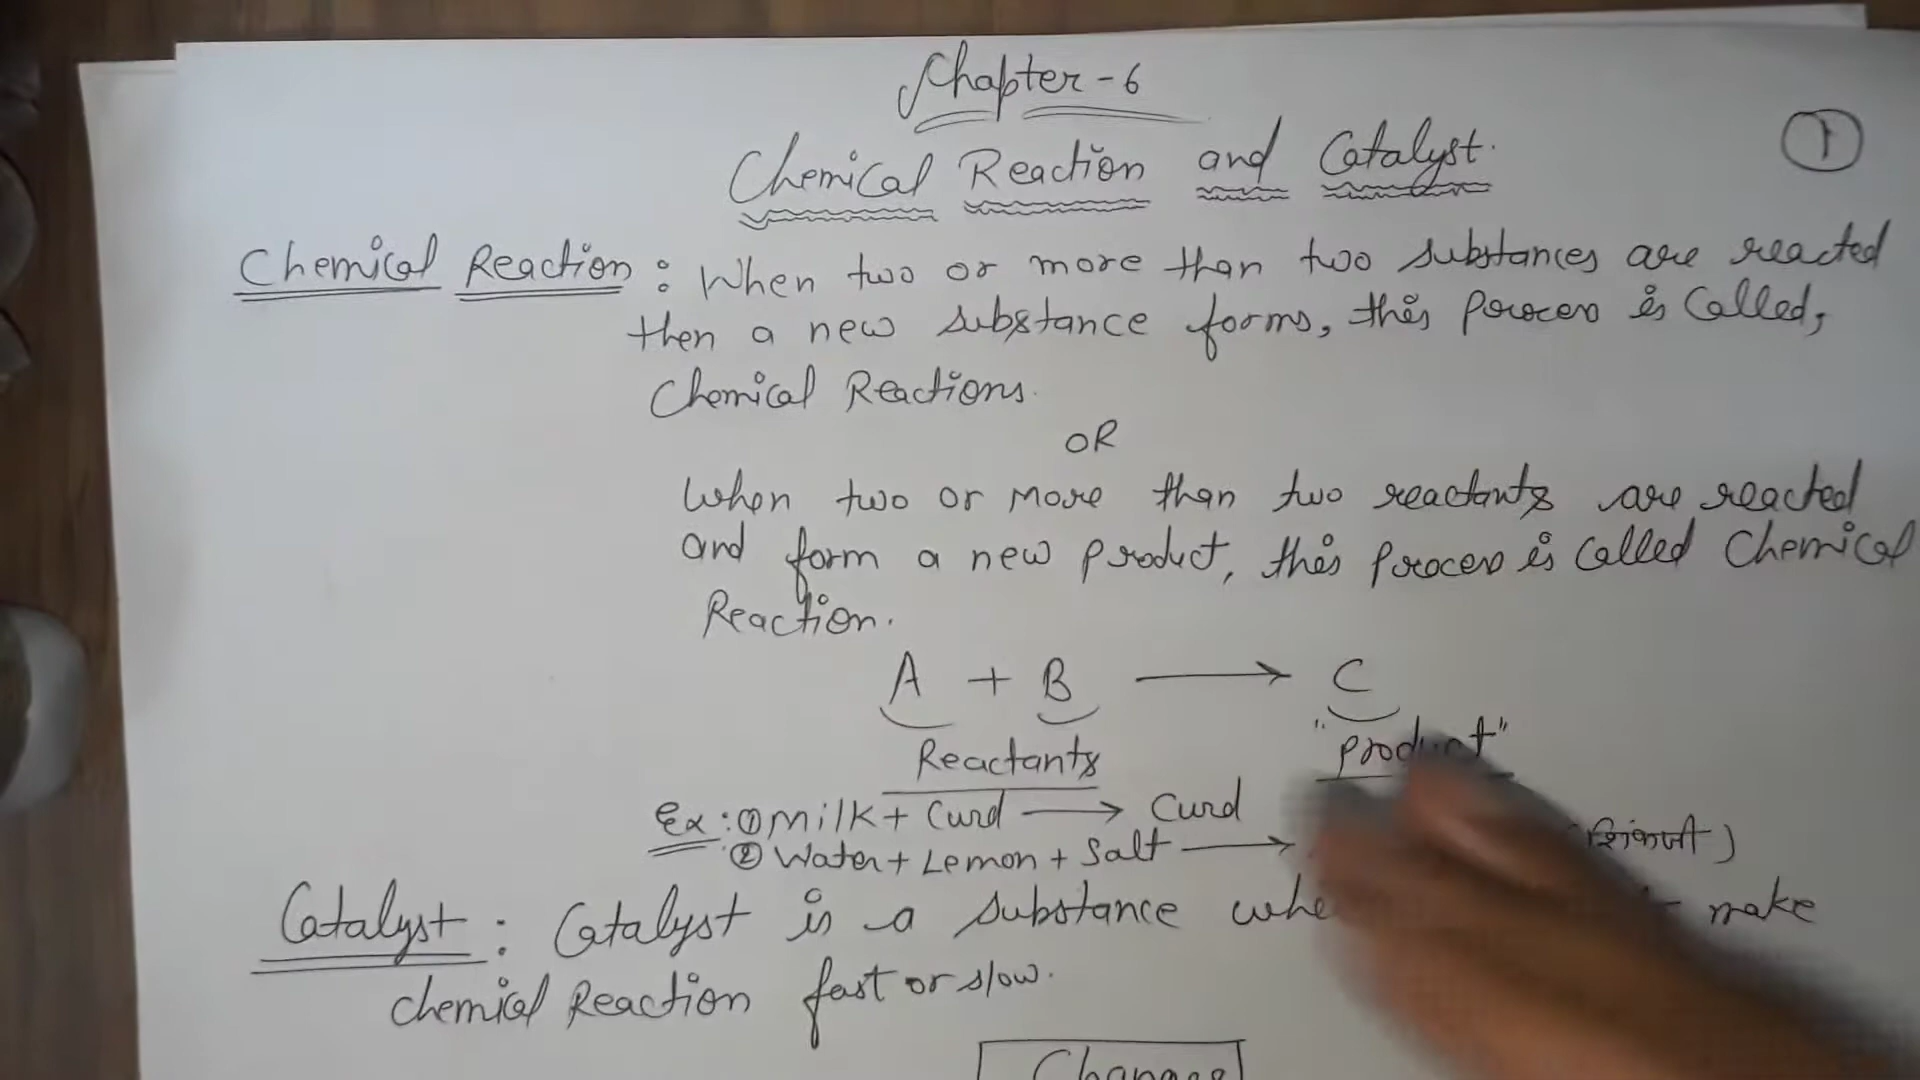 Chapter-6
1
Chemical Reaction and Catalyst.
Chemical Reaction : When two or more than two substances are reacted
then a new substance forms, this process is called,
Chemical Reactions.
OR
When two or more than two reactants are reacted
and form a new product, this process is called Chemical
Reaction.
A + B → C
Reactants "Product"
Ex : ① Milk + Curd → Curd
② Water + Lemon + Salt →
Catalyst : Catalyst is a substance make
chemical Reaction fast or slow.
Changes